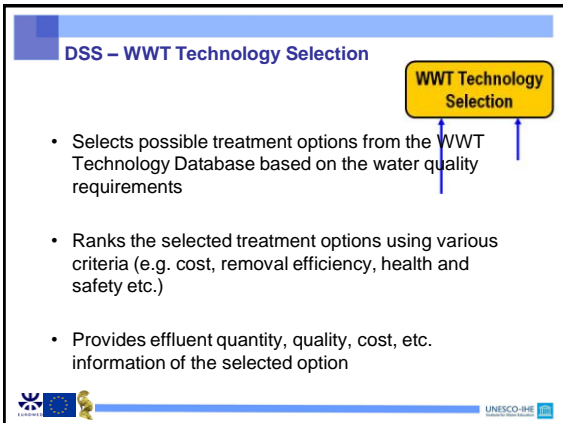 DSS – WWT Technology Selection
WWT Technology
Selection
• Selects possible treatment options from the WWT
Technology Database based on the water quality
requirements
• Ranks the selected treatment options using various
criteria (e.g. cost, removal efficiency, health and
safety etc.)
• Provides effluent quantity, quality, cost, etc.
information of the selected option
UNESCO-IHE